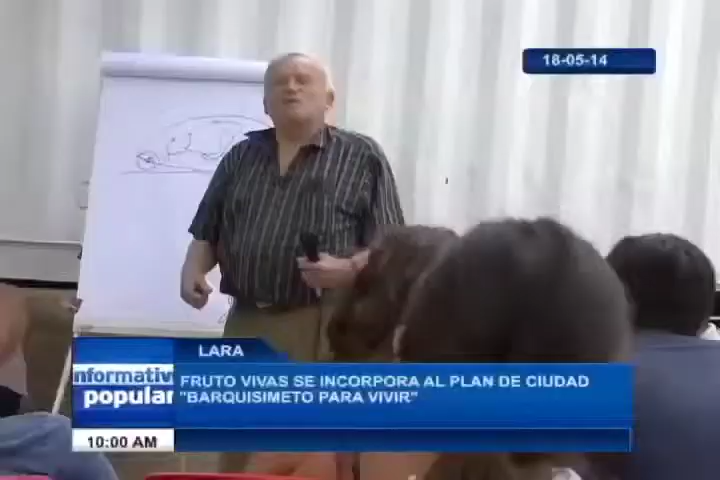 18-05-14
LARA
informativo
popular
FRUTO VIVAS SE INCORPORA AL PLAN DE CIUDAD
"BARQUISIMETO PARA VIVIR"
10:00 AM